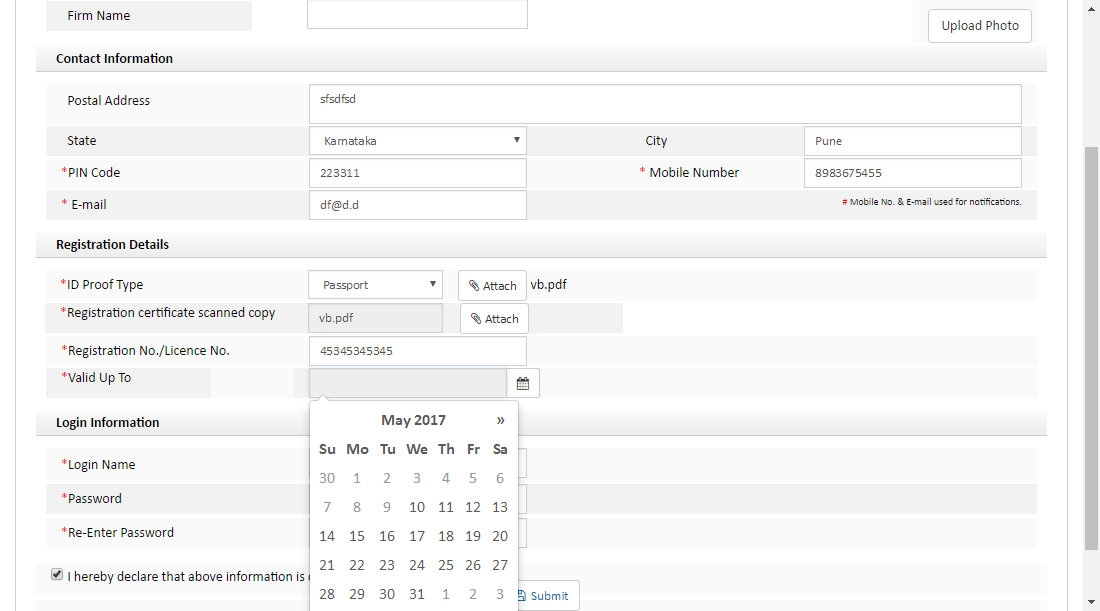 Firm Name
Upload Photo
Contact Information
Postal Address sfsdfsd
State Karnataka City Pune
*PIN Code 223311 * Mobile Number 8983675455
* E-mail df@d.d # Mobile No. & E-mail used for notifications.
Registration Details
*ID Proof Type Passport Attach vb.pdf
*Registration certificate scanned copy vb.pdf Attach
*Registration No./Licence No. 45345345345
*Valid Up To
Login Information
May 2017 »
Su Mo Tu We Th Fr Sa
30 1 2 3 4 5 6
7 8 9 10 11 12 13
14 15 16 17 18 19 20
21 22 23 24 25 26 27
28 29 30 31 1 2 3
*Login Name
*Password
*Re-Enter Password
I hereby declare that above information is
Submit